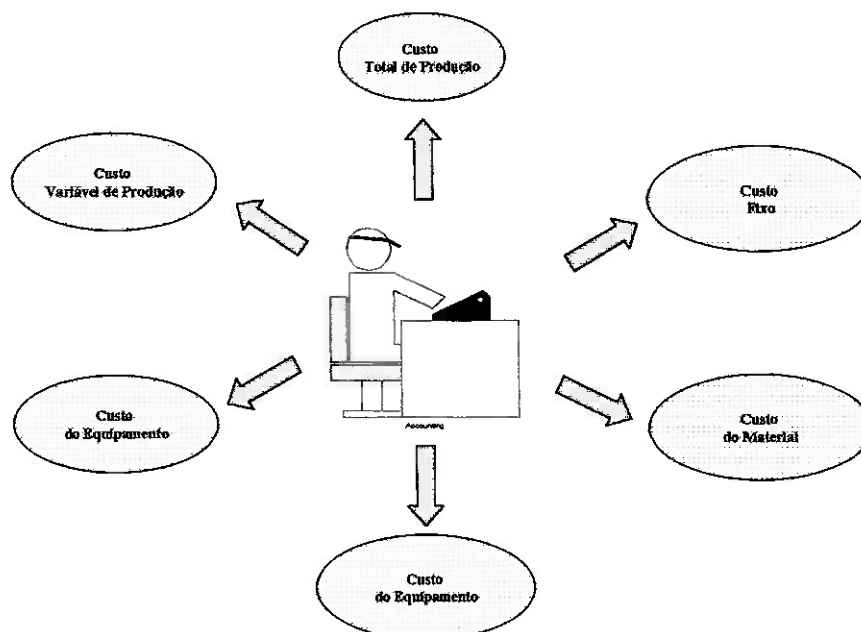 Custo
Total de Produção
Custo
Variável de Produção
Custo
Fixo
Custo
do Equipamento
Custo
do Material
Accounting
Custo
do Equipamento